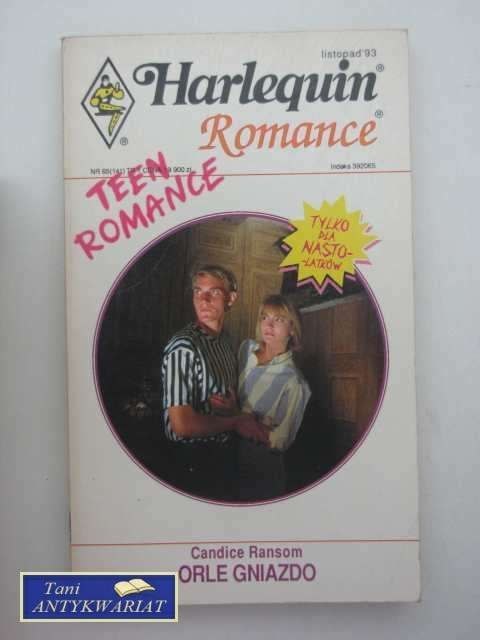 listopad'93
Harlequin®
Romance®
®
Indeks 392065
TEEN
ROMANCE
TYLKO
DLA
NASTO-
-LATKÓW
Candice Ransom
ORLE GNIAZDO
Tani
ANTYKWARIAT